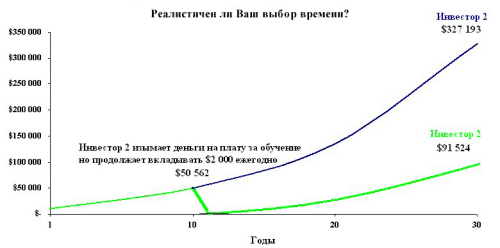 Реалистичен ли Ваш выбор времени?
Инвестор 2
$327 193
$350 000
$300 000
$250 000
$200 000
$150 000
$100 000
$50 000
$-
Инвестор 2
$91 524
Инвестор 2 изымает деньги на плату за обучение
но продолжает вкладывать $2 000 ежегодно
$50 562
1
10
20
30
Годы